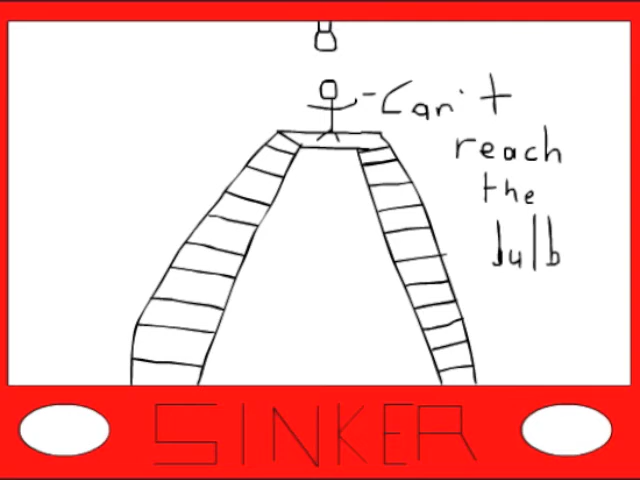 -Can't
reach
the
bulb
SINKER